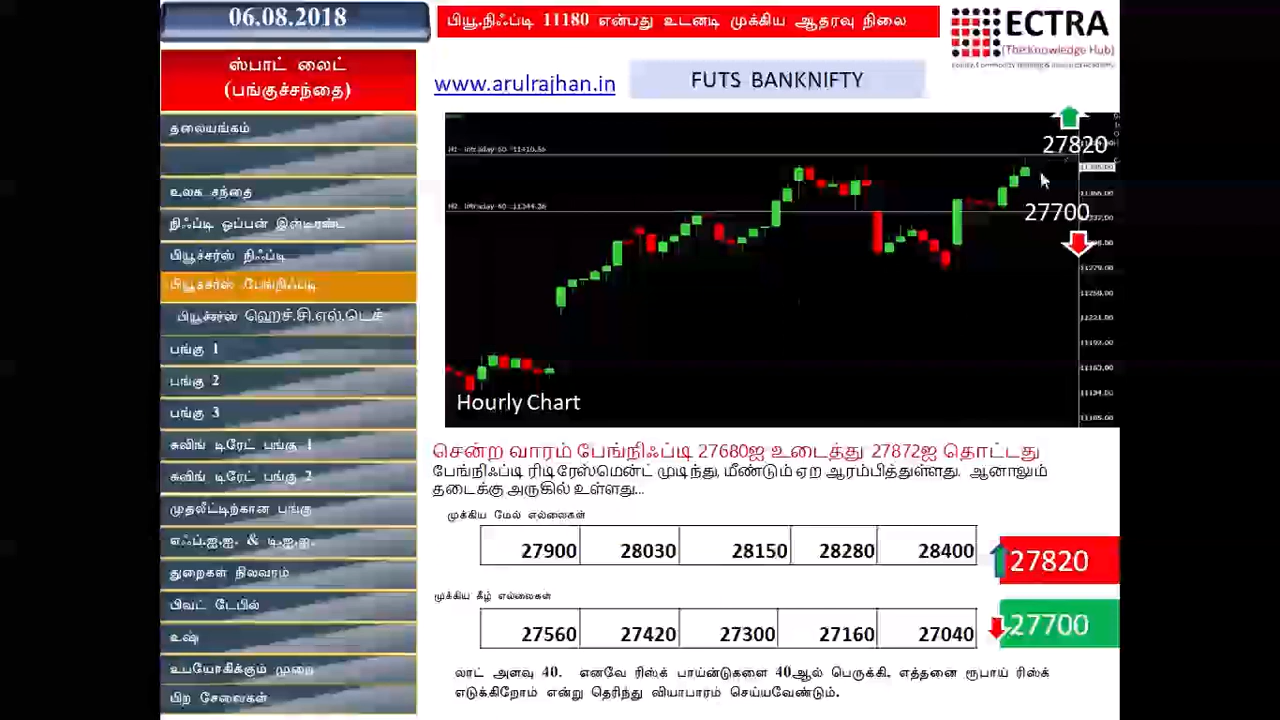 06.08.2018
பியூ.நிஃப்டி 11180 என்பது உடனடி முக்கிய ஆதரவு நிலை
ECTRA
(The Knowledge Hub)
ஸ்பாட் லைட்
(பங்குச்சந்தை)
www.arulrajhan.in
FUTS BANKNIFTY
தலையங்கம்
உலக சந்தை
நிஃப்டி ஓப்பன் இன்டிரஸ்ட்
பியூச்சர்ஸ் நிஃப்டி
பியூச்சர்ஸ் பேங்நிஃப்டி
பியூச்சர்ஸ் ஹெச்.சி.எல்.டெக்
பங்கு 1
பங்கு 2
பங்கு 3
சுவிங் டிரேட் பங்கு 1
சுவிங் டிரேட் பங்கு 2
முதலீட்டிற்கான பங்கு
எஃப்.ஐ.ஐ. & டி.ஐ.ஐ.
துறைகள் நிலவரம்
பிவட் டேபில்
உஷ்
உபயோகிக்கும் முறை
பிற சேவைகள்
27820
27700
Hourly Chart
சென்ற வாரம் பேங்நிஃப்டி 27680ஐ உடைத்து 27872ஐ தொட்டது
பேங்நிஃப்டி ரிடிரேஸ்மென்ட் முடிந்து, மீண்டும் ஏற ஆரம்பித்துள்ளது. ஆனாலும்
தடைக்கு அருகில் உள்ளது...
முக்கிய மேல் எல்லைகள்
27900 28030 28150 28280 28400
27820
முக்கிய கீழ் எல்லைகள்
27560 27420 27300 27160 27040
27700
லாட் அளவு 40. எனவே ரிஸ்க் பாய்ன்டுகளை 40ஆல் பெருக்கி, எத்தனை ரூபாய் ரிஸ்க்
எடுக்கிறோம் என்று தெரிந்து வியாபாரம் செய்யவேண்டும்.